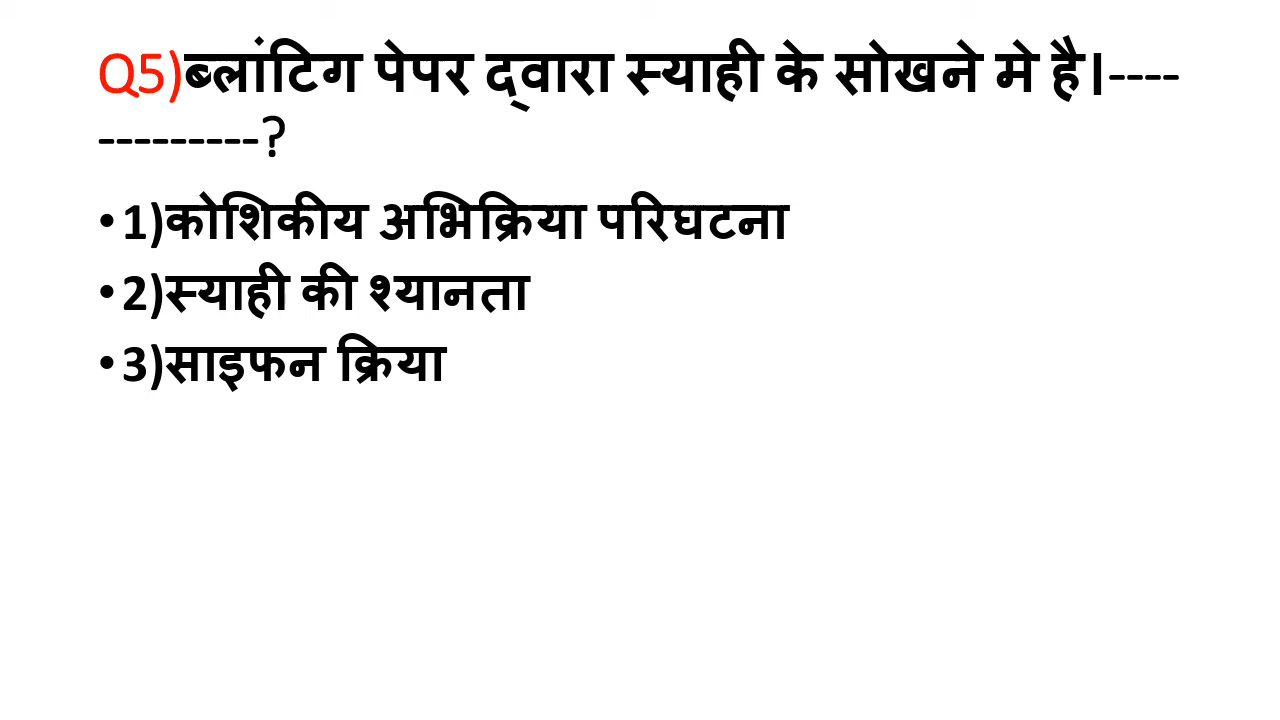 Q5)ब्लांटिग पेपर द्वारा स्याही के सोखने मे है।----
---------?
•1)कोशिकीय अभिक्रिया परिघटना
•2)स्याही की श्यानता
•3)साइफन क्रिया